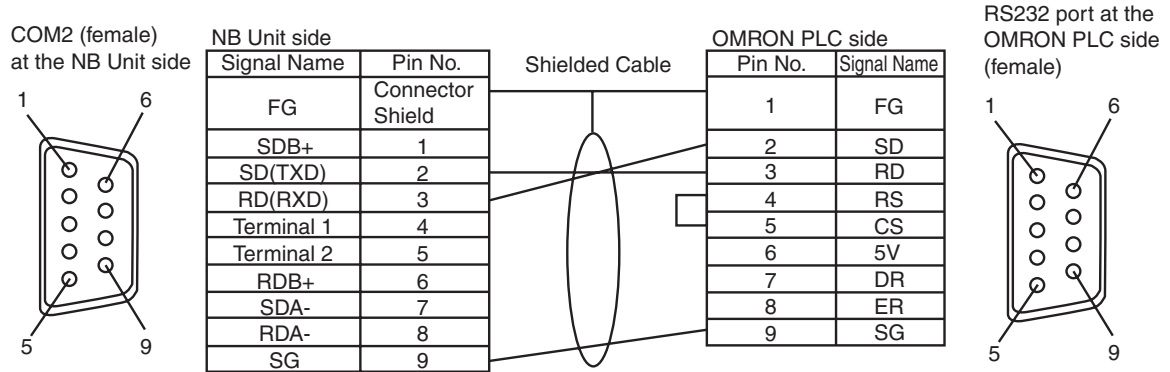 COM2 (female)
at the NB Unit side
1
6
5
9
NB Unit side
Signal Name Pin No.
FG Connector Shield
SDB+ 1
SD(TXD) 2
RD(RXD) 3
Terminal 1 4
Terminal 2 5
RDB+ 6
SDA- 7
RDA- 8
SG 9
Shielded Cable
OMRON PLC side
Pin No. Signal Name
1 FG
2 SD
3 RD
4 RS
5 CS
6 5V
7 DR
8 ER
9 SG
RS232 port at the
OMRON PLC side
(female)
1
6
5
9